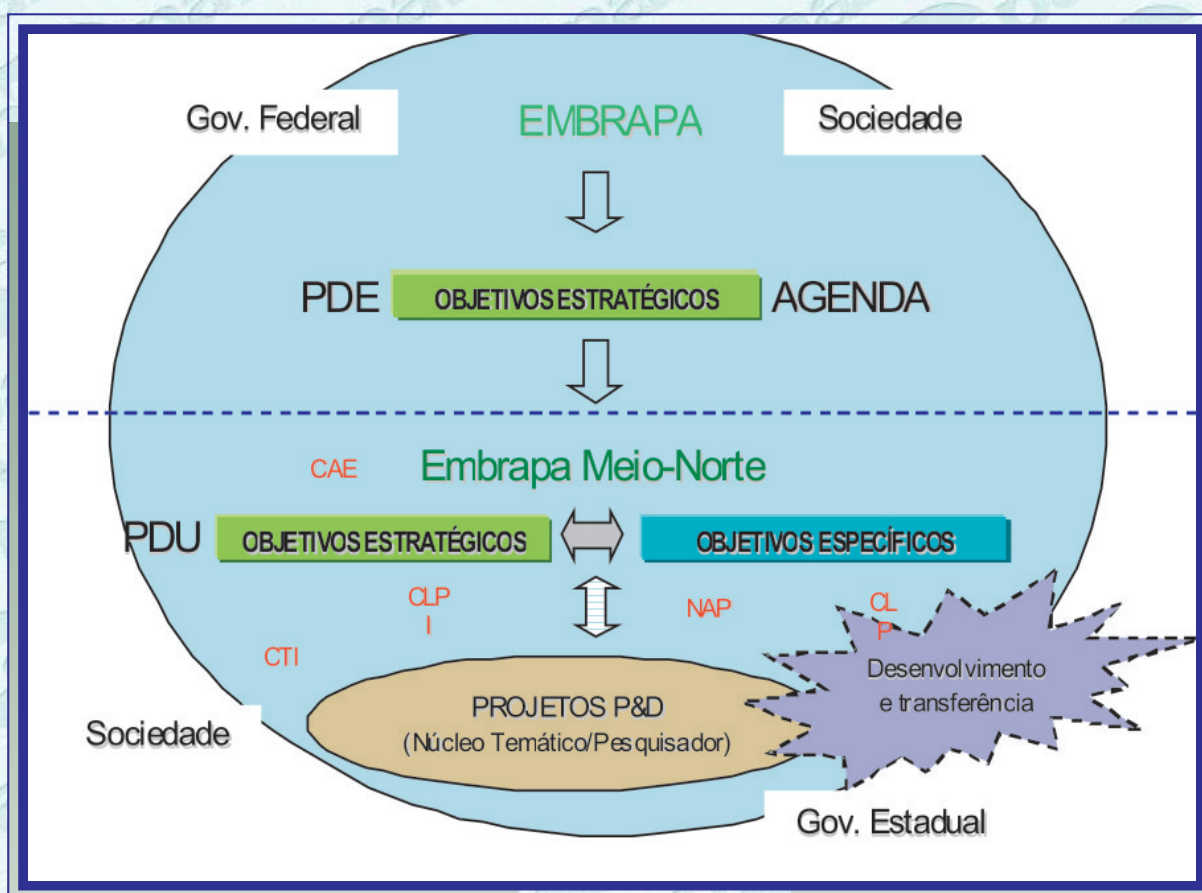 Gov. Federal
EMBRAPA
Sociedade
PDE
OBJETIVOS ESTRATÉGICOS
AGENDA
CAE
Embrapa Meio-Norte
PDU
OBJETIVOS ESTRATÉGICOS
OBJETIVOS ESPECÍFICOS
CLP
I
NAP
CL
P
CTI
Desenvolvimento
e transferência
PROJETOS P&D
(Núcleo Temático/Pesquisador)
Sociedade
Gov. Estadual